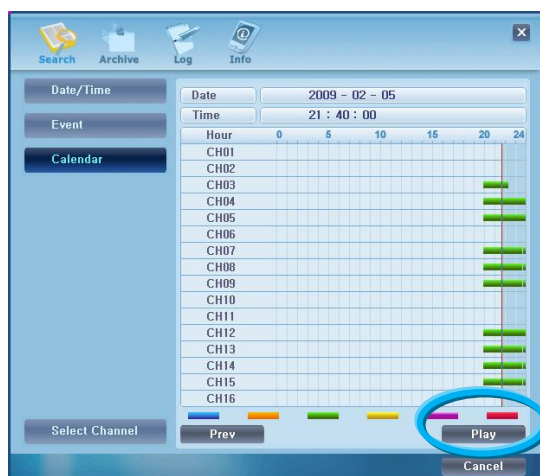 Search Archive Log Info
Date/Time
Event
Calendar
Select Channel
Date 2009 - 02 - 05
Time 21 : 40 : 00
Hour 0 5 10 15 20 24
CH01
CH02
CH03
CH04
CH05
CH06
CH07
CH08
CH09
CH10
CH11
CH12
CH13
CH14
CH15
CH16
Prev Play
Cancel